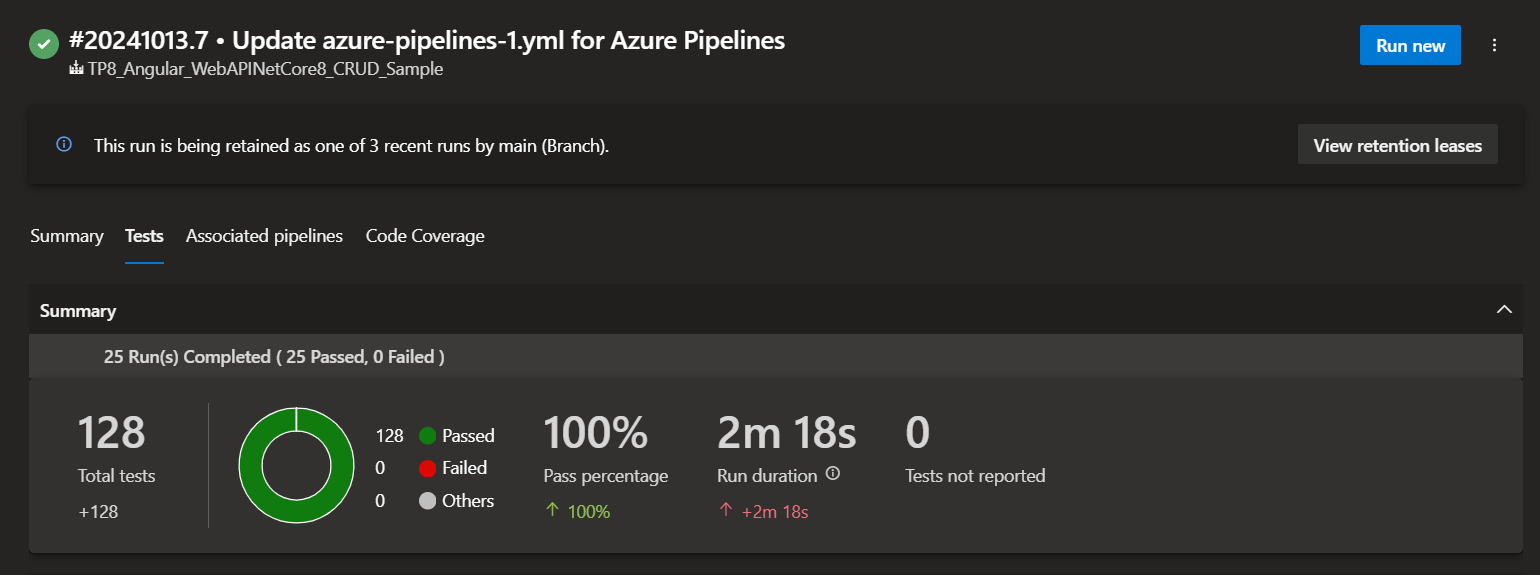 #20241013.7 • Update azure-pipelines-1.yml for Azure Pipelines
Run new
TP8_Angular_WebAPINetCore8_CRUD_Sample
This run is being retained as one of 3 recent runs by main (Branch).
View retention leases
Summary Tests Associated pipelines Code Coverage
Summary
25 Run(s) Completed ( 25 Passed, 0 Failed )
128
Total tests
+128
128 Passed
0 Failed
0 Others
100%
Pass percentage
↑ 100%
2m 18s
Run duration
↑ +2m 18s
0
Tests not reported